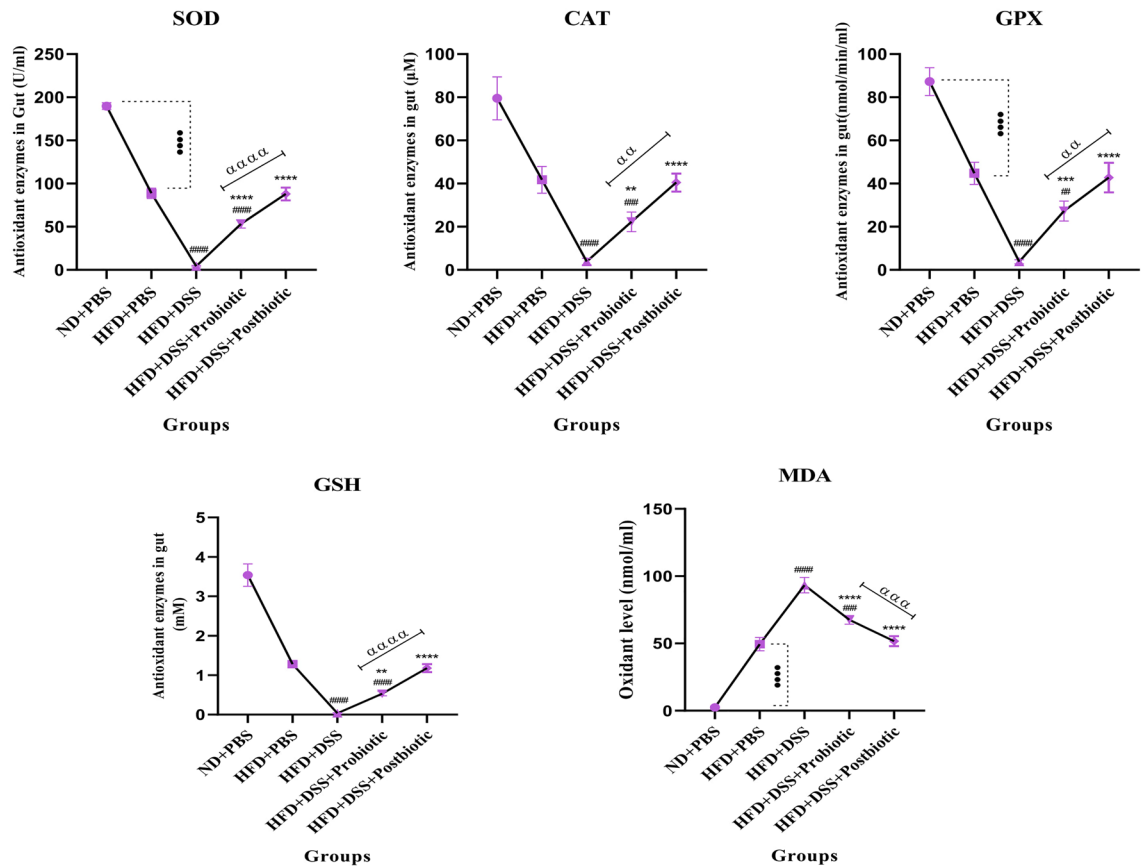 SOD
Antioxidant enzymes in Gut (U/ml)
250
200
150
100
50
0
••••
####
****
####
αααα
****
ND+PBS
HFD+PBS
HFD+DSS
HFD+DSS+Probiotic
HFD+DSS+Postbiotic
Groups
CAT
Antioxidant enzymes in gut (µM)
80
60
40
20
0
####
**
###
αα
****
ND+PBS
HFD+PBS
HFD+DSS
HFD+DSS+Probiotic
HFD+DSS+Postbiotic
Groups
GPX
Antioxidant enzymes in gut(nmol/min/ml)
100
80
60
40
20
0
••••
####
***
##
αα
****
ND+PBS
HFD+PBS
HFD+DSS
HFD+DSS+Probiotic
HFD+DSS+Postbiotic
Groups
GSH
Antioxidant enzymes in gut
(mM)
5
4
3
2
1
0
####
**
####
αααα
****
ND+PBS
HFD+PBS
HFD+DSS
HFD+DSS+Probiotic
HFD+DSS+Postbiotic
Groups
MDA
Oxidant level (nmol/ml)
150
100
50
0
••••
####
****
###
ααα
****
ND+PBS
HFD+PBS
HFD+DSS
HFD+DSS+Probiotic
HFD+DSS+Postbiotic
Groups